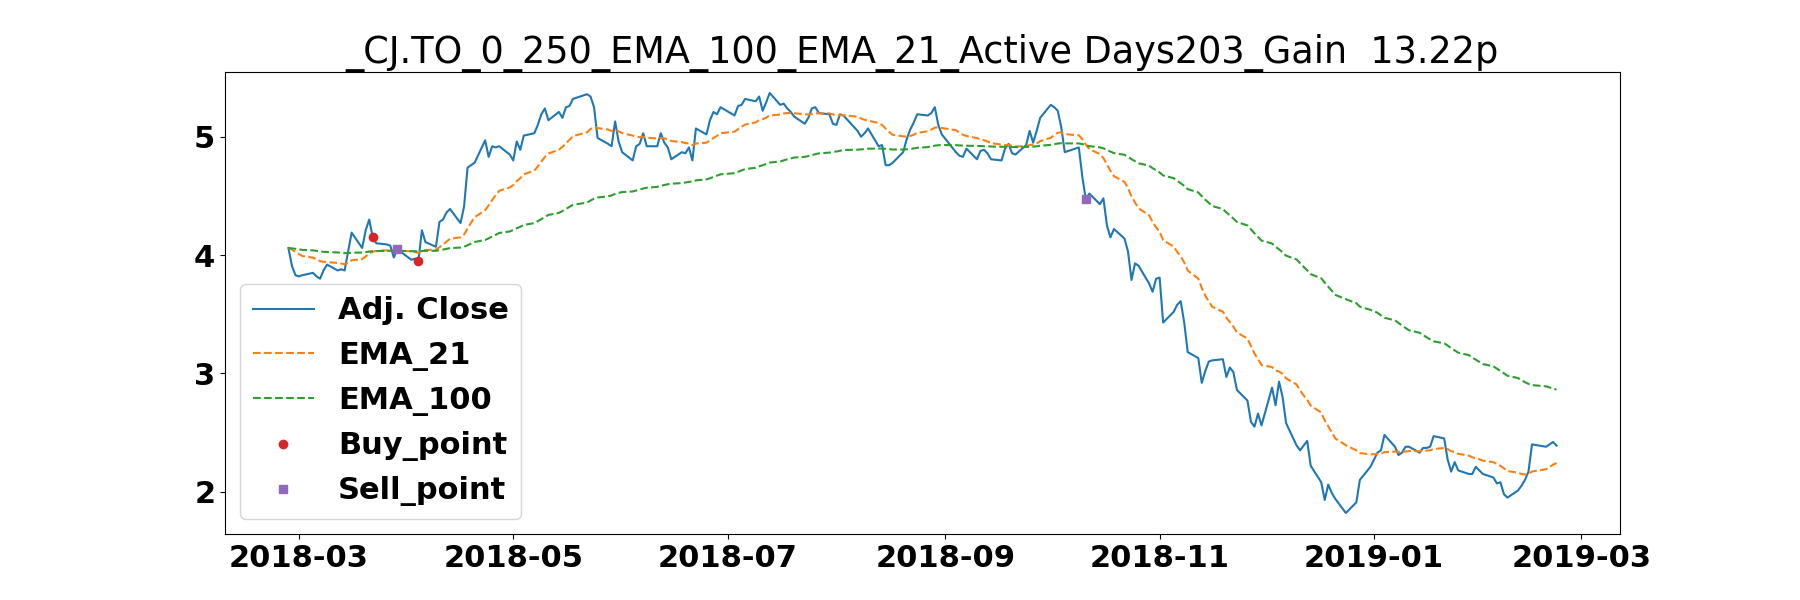 _CJ.TO_0_250_EMA_100_EMA_21_Active Days203_Gain  13.22p
5
4
3
2
Adj. Close
EMA_21
EMA_100
Buy_point
Sell_point
2018-03 2018-05 2018-07 2018-09 2018-11 2019-01 2019-03